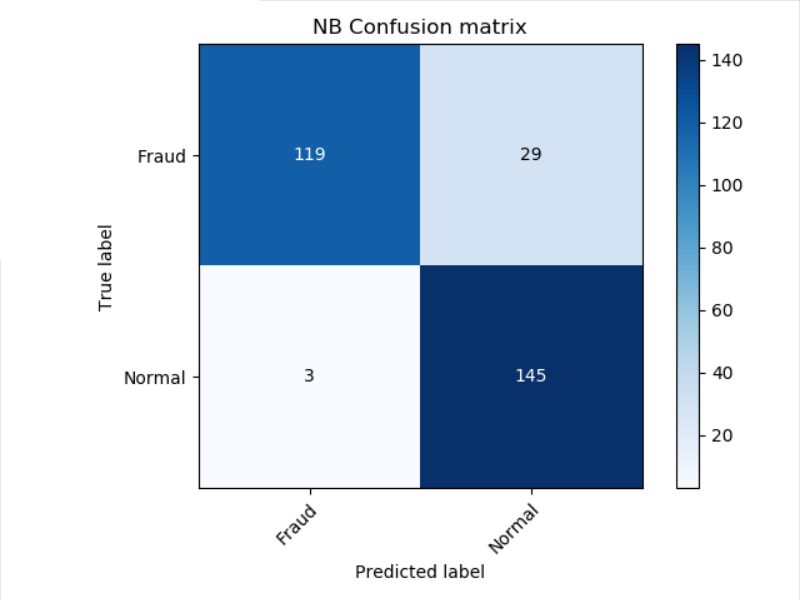 NB Confusion matrix
True label
Fraud
119
29
Normal
3
145
Fraud
Normal
Predicted label
140
120
100
80
60
40
20